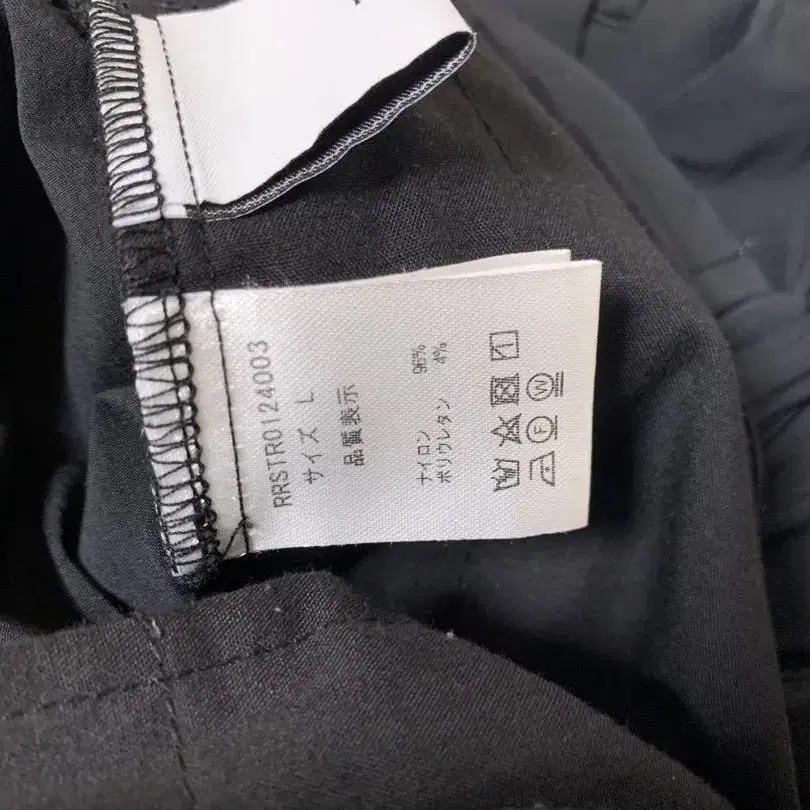 RRSTR0124003
サイズ L
品質表示
ナイロン 96%
ポリウレタン 4%
F W